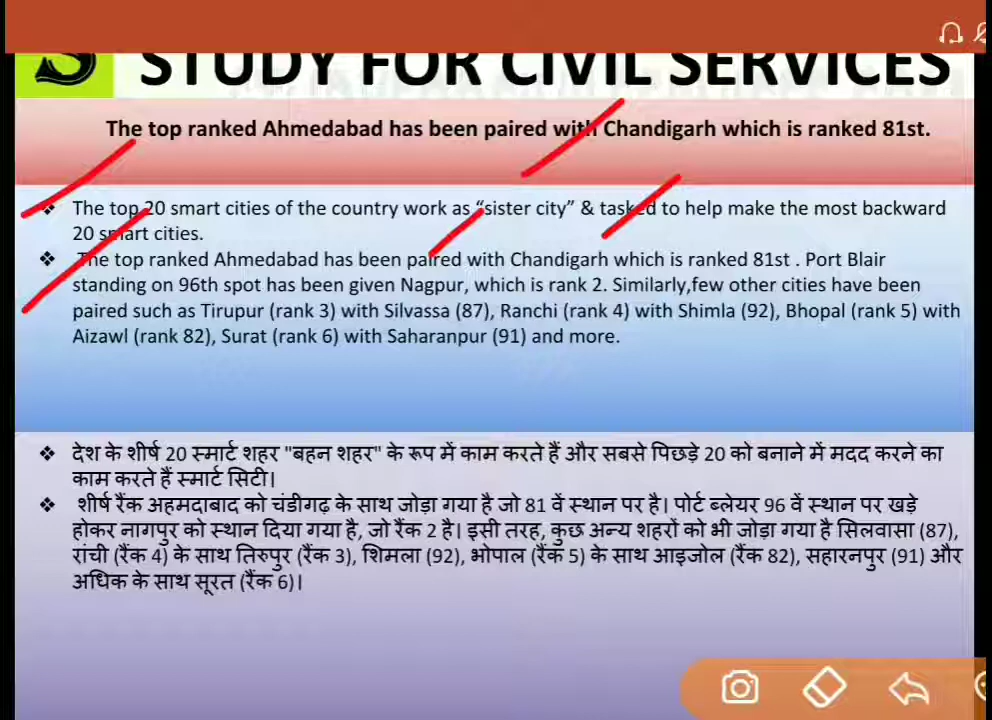 STUDY FOR CIVIL SERVICES
The top ranked Ahmedabad has been paired with Chandigarh which is ranked 81st.
❖ The top 20 smart cities of the country work as “sister city” & tasked to help make the most backward
20 smart cities.
❖ The top ranked Ahmedabad has been paired with Chandigarh which is ranked 81st . Port Blair
standing on 96th spot has been given Nagpur, which is rank 2. Similarly,few other cities have been
paired such as Tirupur (rank 3) with Silvassa (87), Ranchi (rank 4) with Shimla (92), Bhopal (rank 5) with
Aizawl (rank 82), Surat (rank 6) with Saharanpur (91) and more.
❖ देश के शीर्ष 20 स्मार्ट शहर "बहन शहर" के रूप में काम करते हैं और सबसे पिछड़े 20 को बनाने में मदद करने का
काम करते हैं स्मार्ट सिटी।
❖ शीर्ष रैंक अहमदाबाद को चंडीगढ़ के साथ जोड़ा गया है जो 81 वें स्थान पर है। पोर्ट ब्लेयर 96 वें स्थान पर खड़े
होकर नागपुर को स्थान दिया गया है, जो रैंक 2 है। इसी तरह, कुछ अन्य शहरों को भी जोड़ा गया है सिलवासा (87),
रांची (रैंक 4) के साथ तिरुपुर (रैंक 3), शिमला (92), भोपाल (रैंक 5) के साथ आइजोल (रैंक 82), सहारनपुर (91) और
अधिक के साथ सूरत (रैंक 6)।